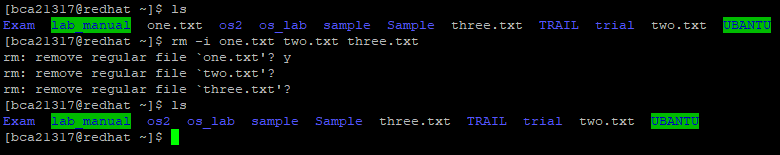 [bca21317@redhat ~]$ ls
Exam lab_manual one.txt os2 os_lab sample Sample three.txt TRAIL trial two.txt UBANTU
[bca21317@redhat ~]$ rm -i one.txt two.txt three.txt
rm: remove regular file `one.txt'? y
rm: remove regular file `two.txt'?
rm: remove regular file `three.txt'?
[bca21317@redhat ~]$ ls
Exam lab_manual os2 os_lab sample Sample three.txt TRAIL trial two.txt UBANTU
[bca21317@redhat ~]$